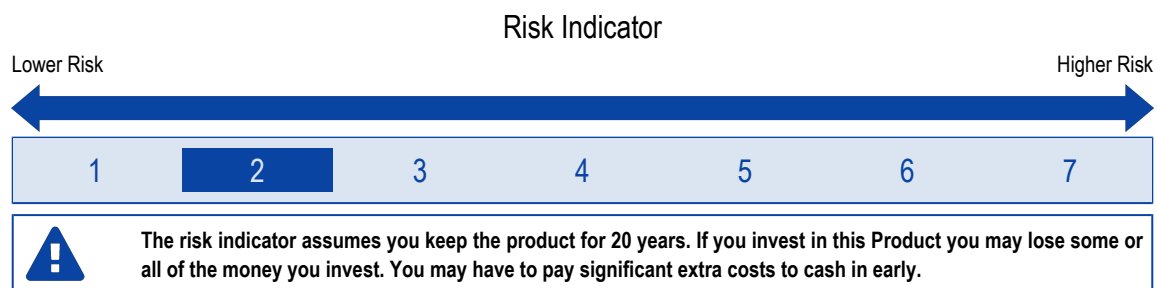 Risk Indicator
Lower Risk Higher Risk
1 2 3 4 5 6 7
The risk indicator assumes you keep the product for 20 years. If you invest in this Product you may lose some or
all of the money you invest. You may have to pay significant extra costs to cash in early.